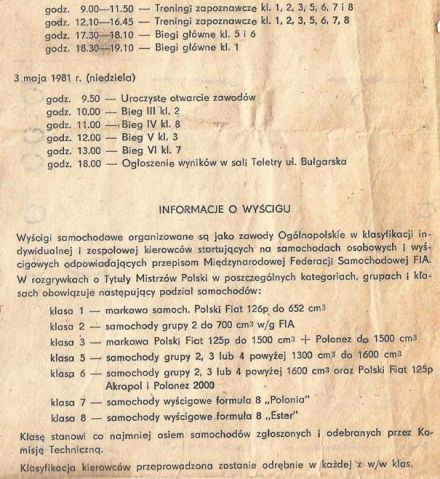 godz. 9.00—11.50 — Treningi zapoznawcze kl. 1, 2, 3, 5, 6, 7 i 8
godz. 12.10—16.45 — Treningi zapoznawcze kl. 1, 2, 3, 5, 6, 7, 8
godz. 17.30—18.10 — Biegi główne kl. 5 i 6
godz. 18.30—19.10 — Biegi główne kl. 1
3 maja 1981 r. (niedziela)
godz. 9.50 — Uroczyste otwarcie zawodów
godz. 10.00 — Bieg III kl. 2
godz. 11.00 — Bieg IV kl. 8
godz. 12.00 — Bieg V kl. 3
godz. 13.00 — Bieg VI kl. 7
godz. 18.00 — Ogłoszenie wyników w sali Teletry ul. Bułgarska
INFORMACJE O WYŚCIGU
Wyścigi samochodowe organizowane są jako zawody Ogólnopolskie w klasyfikacji in-
dywidualnej i zespołowej kierowców startujących na samochodach osobowych i wyś-
cigowych odpowiadających przepisom Międzynarodowej Federacji Samochodowej FIA.
W rozgrywkach o Tytuły Mistrzów Polski w poszczególnych kategoriach, grupach i kla-
sach obowiązuje następujący podział samochodów:
klasa 1 — markowa samoch. Polski Fiat 126p do 652 cm³
klasa 2 — samochody grupy 2 do 700 cm³ w/g FIA
klasa 3 — markowa Polski Fiat 125p do 1500 cm³ + Polonez do 1500 cm³
klasa 5 — samochody grupy 2, 3 lub 4 powyżej 1300 cm³ do 1600 cm³
klasa 6 — samochody grupy 2, 3 lub 4 powyżej 1600 cm³ oraz Polski Fiat 125p
Akropol i Polonez 2000
klasa 7 — samochody wyścigowe formuła 8 „Polonia"
klasa 8 — samochody wyścigowe formuła 8 „Ester"
Klasę stanowi co najmniej osiem samochodów zgłoszonych i odebranych przez Ko-
misję Techniczną.
Klasyfikacja kierowców przeprowadzona zostanie odrębnie w każdej z w/w klas.